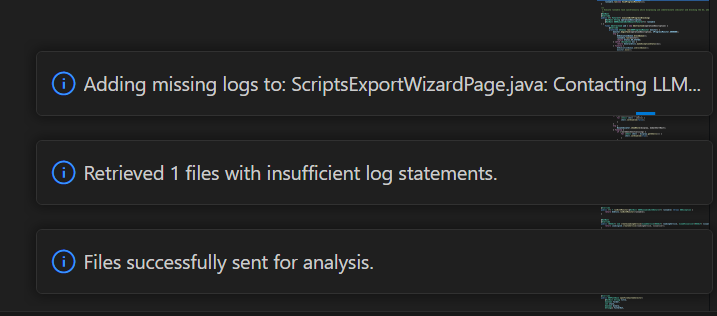 Adding missing logs to: ScriptsExportWizardPage.java: Contacting LLM...
Retrieved 1 files with insufficient log statements.
Files successfully sent for analysis.